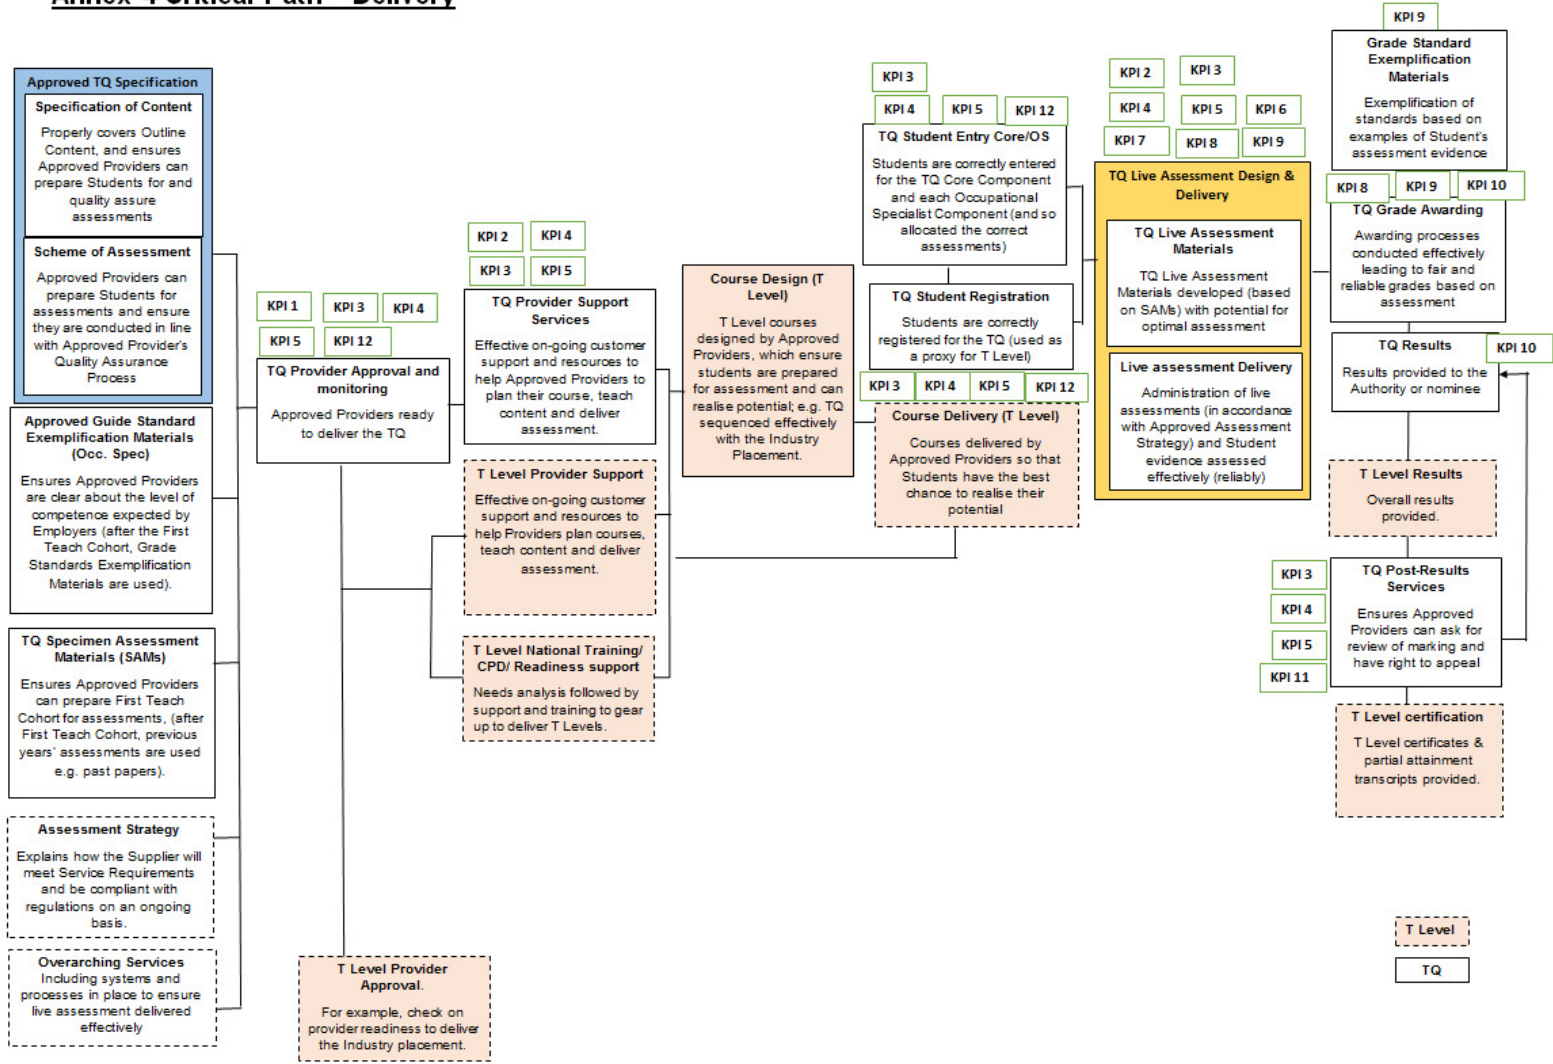 Annex 4 Critical Path – Delivery
Approved TQ Specification
Specification of Content
Properly covers Outline
Content, and ensures
Approved Providers can
prepare Students for and
quality assure
assessments
Scheme of Assessment
Approved Providers can
prepare Students for
assessments and ensure
they are conducted in line
with Approved Provider's
Quality Assurance
Process
Approved Guide Standard
Exemplification Materials
(Occ. Spec)
Ensures Approved Providers
are clear about the level of
competence expected by
Employers (after the First
Teach Cohort, Grade
Standards Exemplification
Materials are used).
TQ Specimen Assessment
Materials (SAMs)
Ensures Approved Providers
can prepare First Teach
Cohort for assessments, (after
First Teach Cohort, previous
years' assessments are used
e.g. past papers).
Assessment Strategy
Explains how the Supplier will
meet Service Requirements
and be compliant with
regulations on an ongoing
basis.
Overarching Services
Including systems and
processes in place to ensure
live assessment delivered
effectively
KPI 1
KPI 3
KPI 4
KPI 5
KPI 12
TQ Provider Approval and
monitoring
Approved Providers ready
to deliver the TQ
T Level Provider
Approval.
For example, check on
provider readiness to deliver
the Industry placement.
KPI 2
KPI 4
KPI 3
KPI 5
TQ Provider Support
Services
Effective on-going customer
support and resources to
help Approved Providers to
plan their course, teach
content and deliver
assessment.
T Level Provider Support
Effective on-going customer
support and resources to
help Providers plan courses,
teach content and deliver
assessment.
T Level National Training/
CPD/ Readiness support
Needs analysis followed by
support and training to gear
up to deliver T Levels.
Course Design (T
Level)
T Level courses
designed by Approved
Providers, which ensure
students are prepared
for assessment and can
realise potential; e.g. TQ
sequenced effectively
with the Industry
Placement.
KPI 3
KPI 4
KPI 5
KPI 12
TQ Student Entry Core/OS
Students are correctly entered
for the TQ Core Component
and each Occupational
Specialist Component (and so
allocated the correct
assessments)
TQ Student Registration
Students are correctly
registered for the TQ (used as
a proxy for T Level)
KPI 3
KPI 4
KPI 5
KPI 12
Course Delivery (T Level)
Courses delivered by
Approved Providers so that
Students have the best
chance to realise their
potential
KPI 2
KPI 3
KPI 4
KPI 5
KPI 6
KPI 7
KPI 8
KPI 9
TQ Live Assessment Design &
Delivery
TQ Live Assessment
Materials
TQ Live Assessment
Materials developed (based
on SAMs) with potential for
optimal assessment
Live assessment Delivery
Administration of live
assessments (in accordance
with Approved Assessment
Strategy) and Student
evidence assessed
effectively (reliably)
KPI 9
Grade Standard
Exemplification
Materials
Exemplification of
standards based on
examples of Student's
assessment evidence
KPI 8
KPI 9
KPI 10
TQ Grade Awarding
Awarding processes
conducted effectively
leading to fair and
reliable grades based on
assessment
TQ Results
KPI 10
Results provided to the
Authority or nominee
T Level Results
Overall results
provided.
KPI 3
KPI 4
KPI 5
KPI 11
TQ Post-Results
Services
Ensures Approved
Providers can ask for
review of marking and
have right to appeal
T Level certification
T Level certificates &
partial attainment
transcripts provided.
T Level
TQ